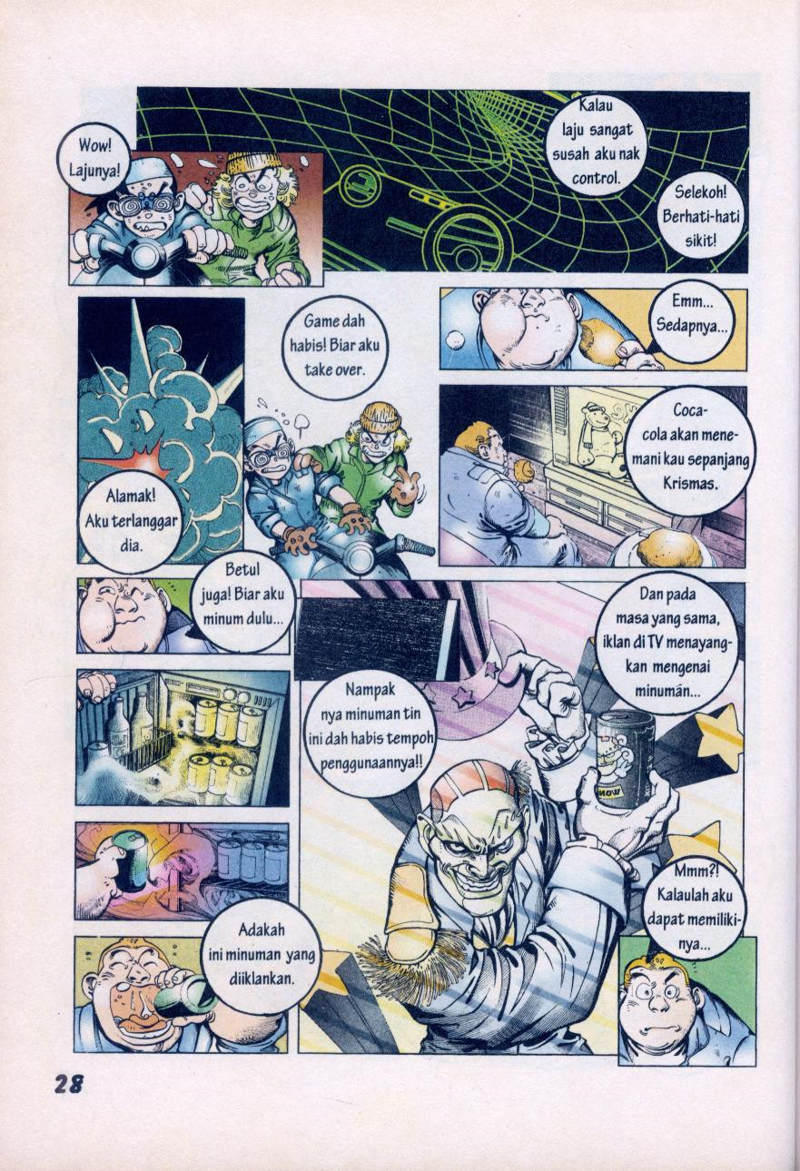 Wow!
Lajunya!
Kalau
laju sangat
susah aku nak
control.
Selekoh!
Berhati-hati
sikit!
Alamak!
Aku terlanggar
dia.
Game dah
habis! Biar aku
take over.
Emm...
Sedapnya...
Coca-
cola akan mene-
mani kau sepanjang
Krismas.
Betul
juga! Biar aku
minum dulu...
Dan pada
masa yang sama,
iklan di TV menayang-
kan mengenai
minuman...
Nampak
nya minuman tin
ini dah habis tempoh
penggunaannya!!
WOW
Adakah
ini minuman yang
diiklankan.
Mmm?!
Kalaulah aku
dapat memiliki-
nya...
28